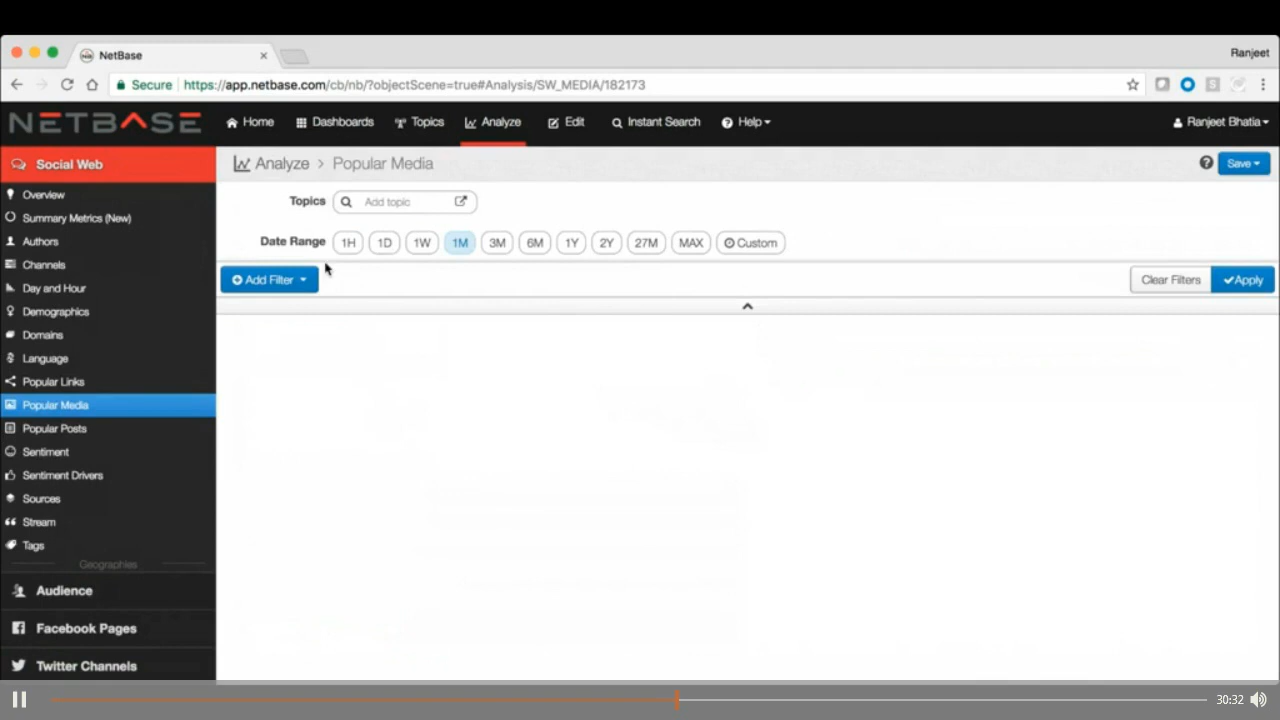 NetBase
Ranjeet
Secure https://app.netbase.com/cb/nb/?objectScene=true#Analysis/SW_MEDIA/182173
NETBASE Home Dashboards Topics Analyze Edit Instant Search Help Ranjeet Bhatia
Social Web
Analyze > Popular Media
Save
Overview
Summary Metrics (New)
Authors
Channels
Day and Hour
Demographics
Domains
Language
Popular Links
Popular Media
Popular Posts
Sentiment
Sentiment Drivers
Sources
Stream
Tags
Geographies
Audience
Facebook Pages
Twitter Channels
Topics Add topic
Date Range 1H 1D 1W 1M 3M 6M 1Y 2Y 27M MAX Custom
Add Filter
Clear Filters Apply
30:32